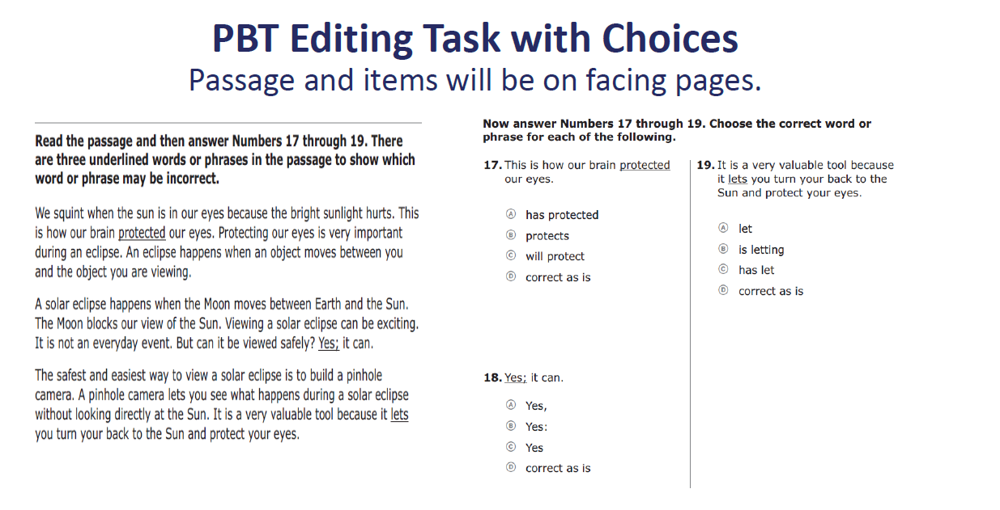 PBT Editing Task with Choices
Passage and items will be on facing pages.
Read the passage and then answer Numbers 17 through 19. There
are three underlined words or phrases in the passage to show which
word or phrase may be incorrect.
We squint when the sun is in our eyes because the bright sunlight hurts. This
is how our brain protected our eyes. Protecting our eyes is very important
during an eclipse. An eclipse happens when an object moves between you
and the object you are viewing.
A solar eclipse happens when the Moon moves between Earth and the Sun.
The Moon blocks our view of the Sun. Viewing a solar eclipse can be exciting.
It is not an everyday event. But can it be viewed safely? Yes; it can.
The safest and easiest way to view a solar eclipse is to build a pinhole
camera. A pinhole camera lets you see what happens during a solar eclipse
without looking directly at the Sun. It is a very valuable tool because it lets
you turn your back to the Sun and protect your eyes.
Now answer Numbers 17 through 19. Choose the correct word or
phrase for each of the following.
17. This is how our brain protected
our eyes.
A has protected
B protects
C will protect
D correct as is
18. Yes; it can.
A Yes,
B Yes:
C Yes
D correct as is
19. It is a very valuable tool because
it lets you turn your back to the
Sun and protect your eyes.
A let
B is letting
C has let
D correct as is